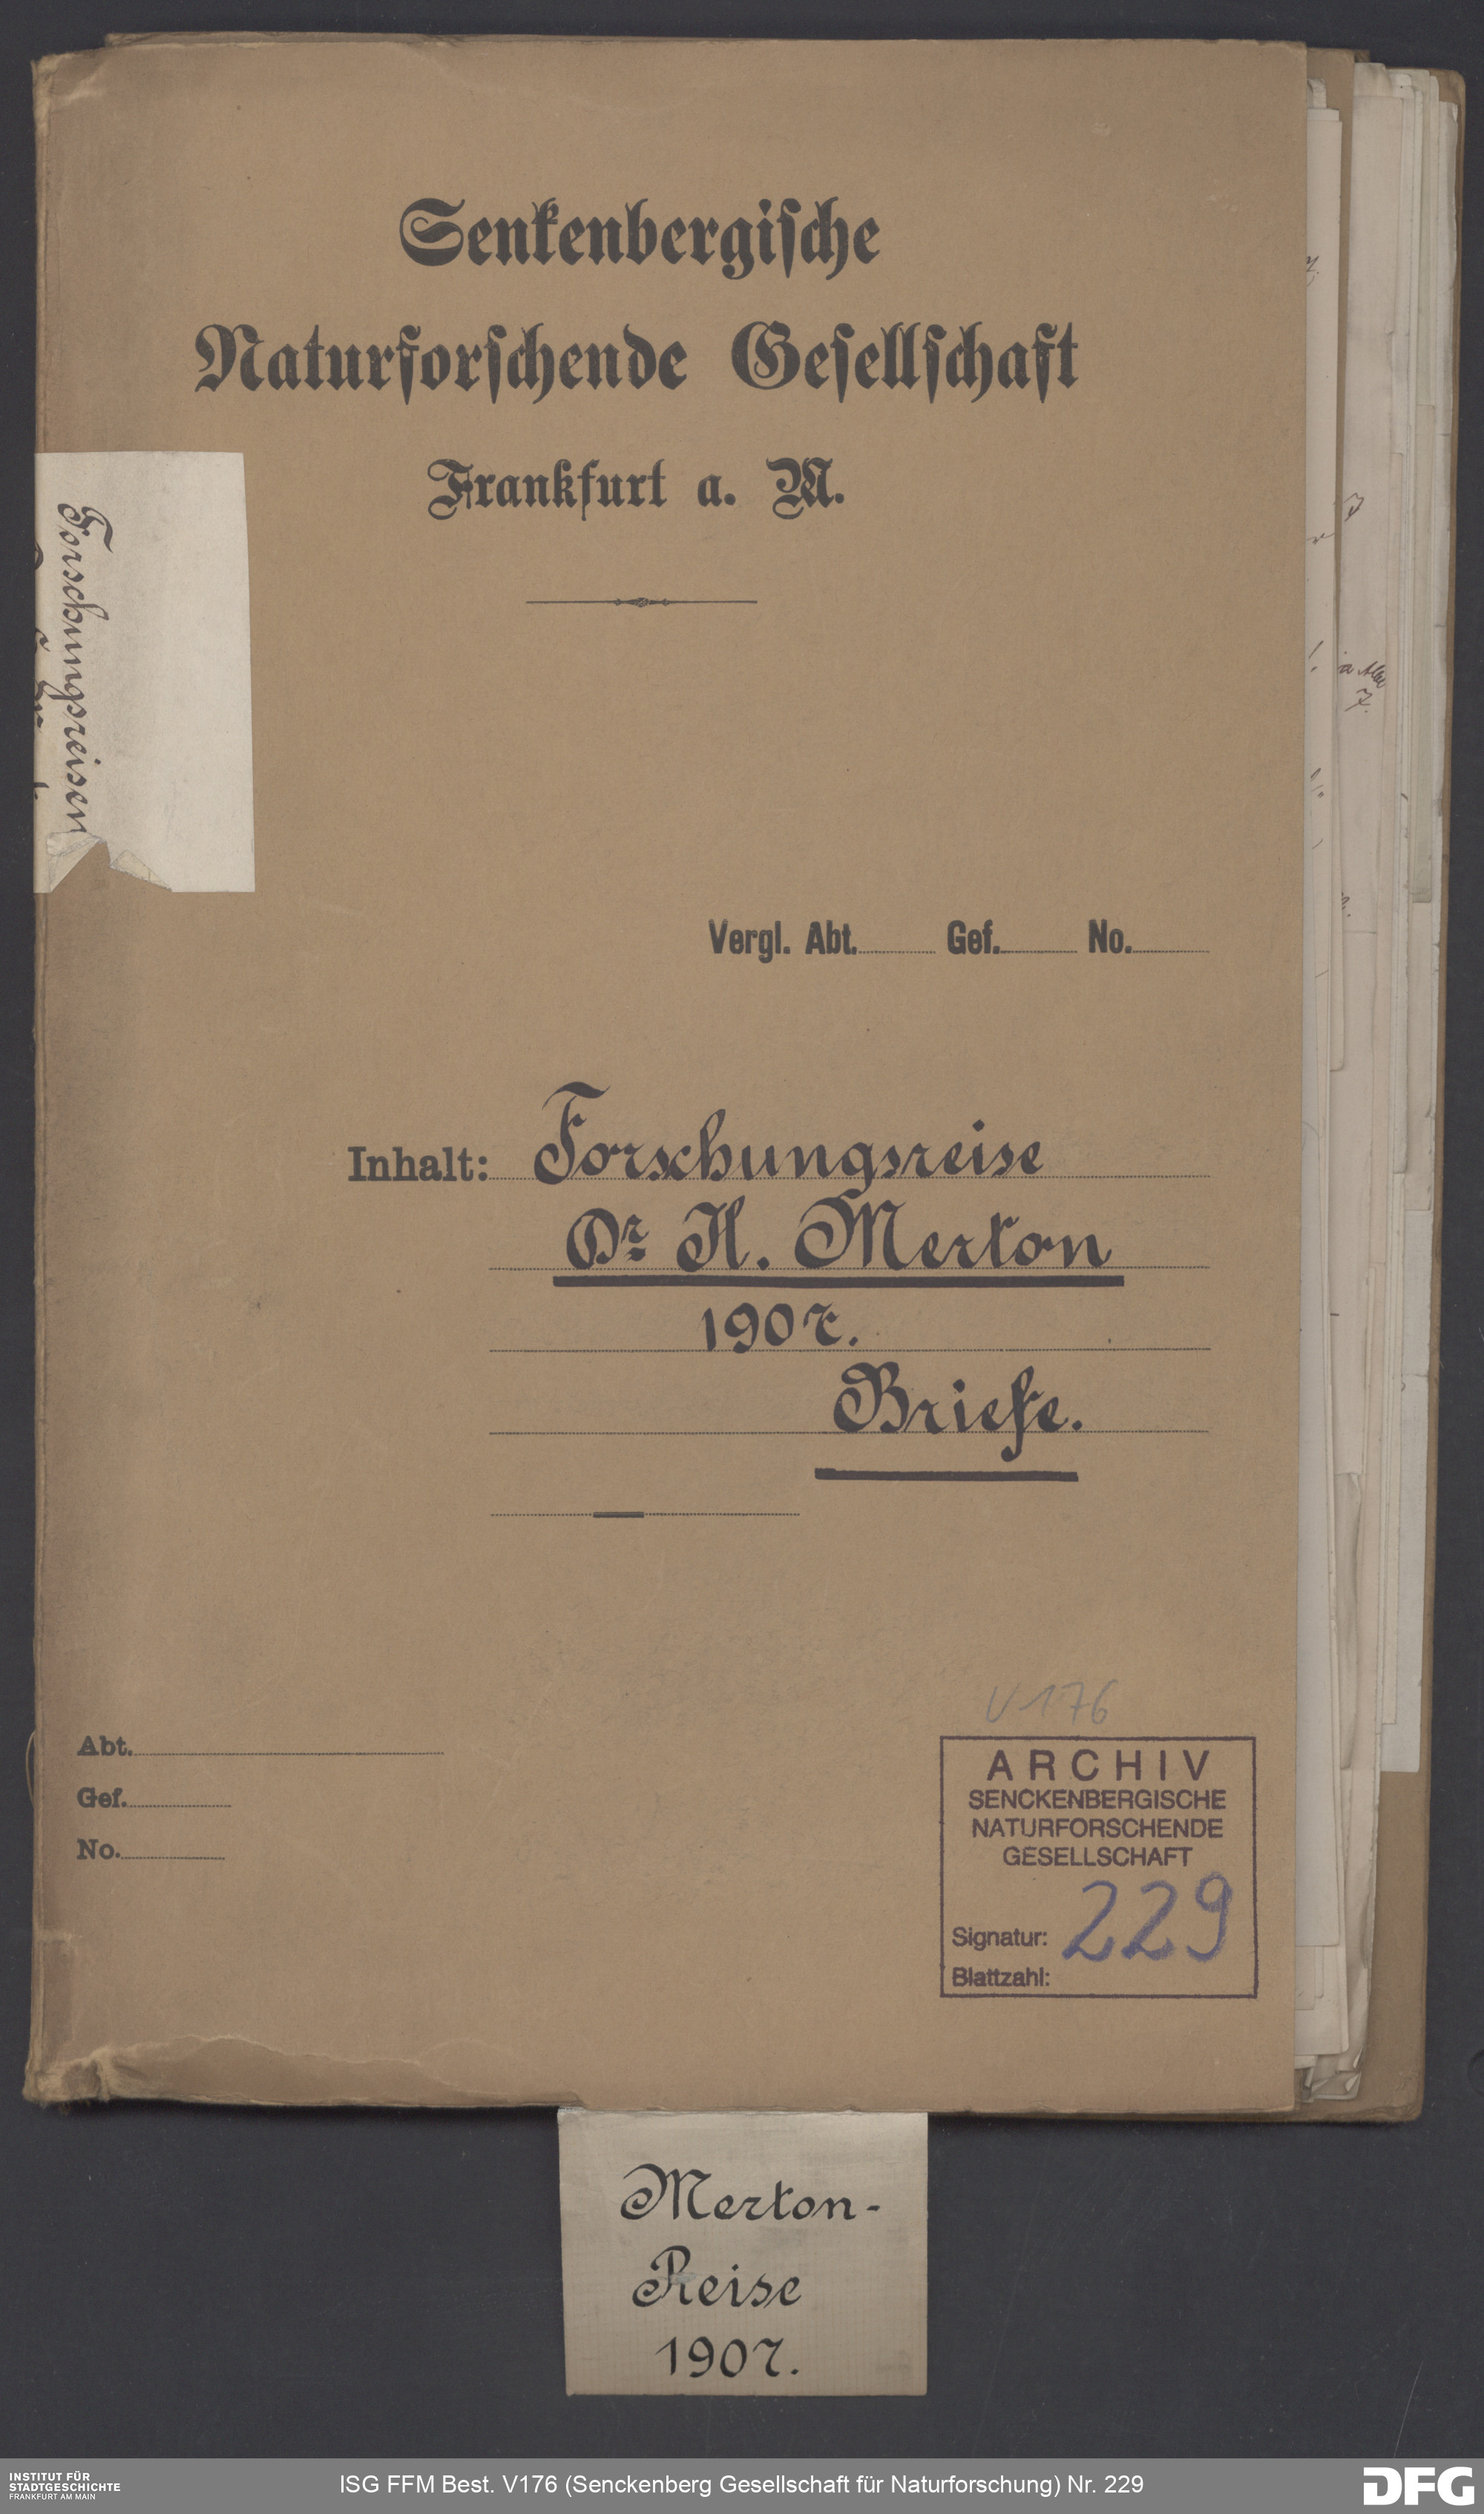 Senkenbergische
Naturforschende Gesellschaft
Frankfurt a. M.
Forschungsreisen
Vergl. Abt. Gef. No.
Inhalt: Forschungsreise
Dr H. Merton
1907.
Briefe.
V 176
Abt.
Gef.
No.
ARCHIV
SENCKENBERGISCHE
NATURFORSCHENDE
GESELLSCHAFT
Signatur: 229
Blattzahl:
Merton-
Reise
1907.
INSTITUT FÜR
STADTGESCHICHTE
FRANKFURT AM MAIN
ISG FFM Best. V176 (Senckenberg Gesellschaft für Naturforschung) Nr. 229
DFG